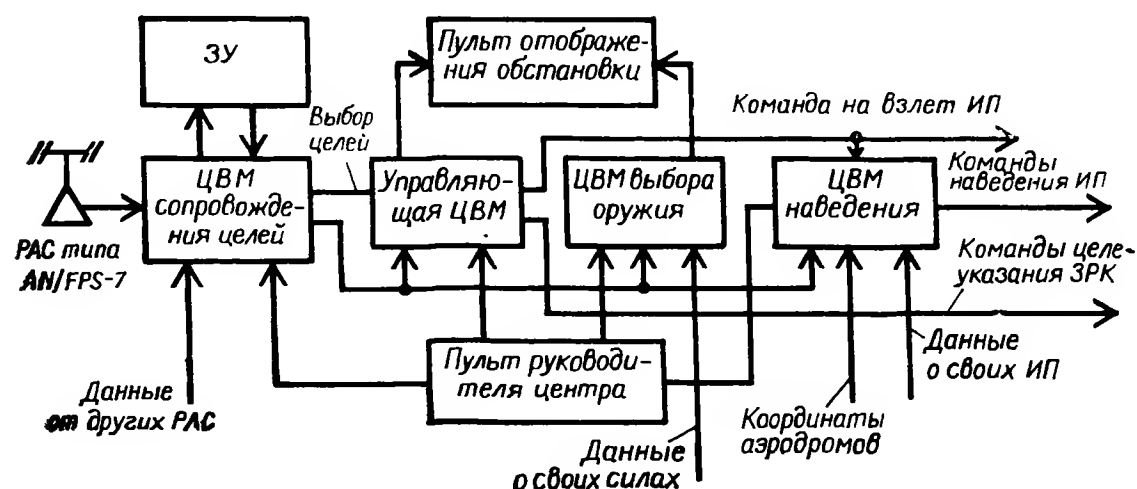 ЗУ
Пульт отображе-
ния обстановки
Выбор
целей
Команда на взлет ИП
ЦВМ
сопровожде-
ния целей
Управляю-
щая ЦВМ
ЦВМ выбора
оружия
ЦВМ
наведения
Команды
наведения ИП
РАС типа
AN/FPS-7
Команды целе-
указания ЗРК
Пульт руководи-
теля центра
Данные
от других РАС
Данные
о своих силах
Координаты
аэродромов
Данные
о своих ИП